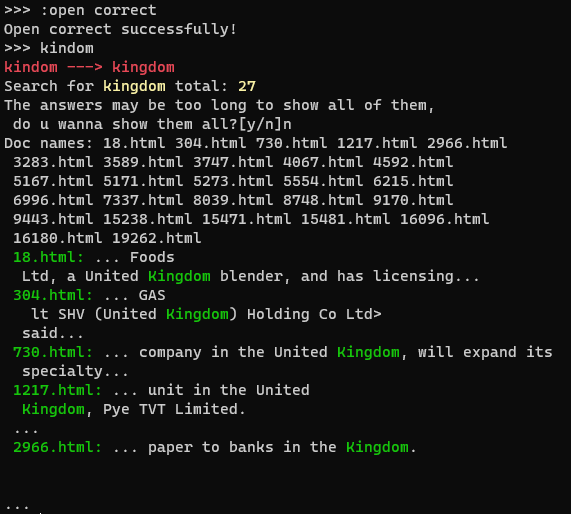 >>> :open correct
Open correct successfully!
>>> kindom
kindom ---> kingdom
Search for kingdom total: 27
The answers may be too long to show all of them,
do u wanna show them all?[y/n]n
Doc names: 18.html 304.html 730.html 1217.html 2966.html
3283.html 3589.html 3747.html 4067.html 4592.html
5167.html 5171.html 5273.html 5554.html 6215.html
6996.html 7337.html 8039.html 8748.html 9170.html
9443.html 15238.html 15471.html 15481.html 16096.html
16180.html 19262.html
18.html: ... Foods
Ltd, a United Kingdom blender, and has licensing...
304.html: ... GAS
lt SHV (United Kingdom) Holding Co Ltd>
said...
730.html: ... company in the United Kingdom, will expand its
specialty...
1217.html: ... unit in the United
Kingdom, Pye TVT Limited.
...
2966.html: ... paper to banks in the Kingdom.
...